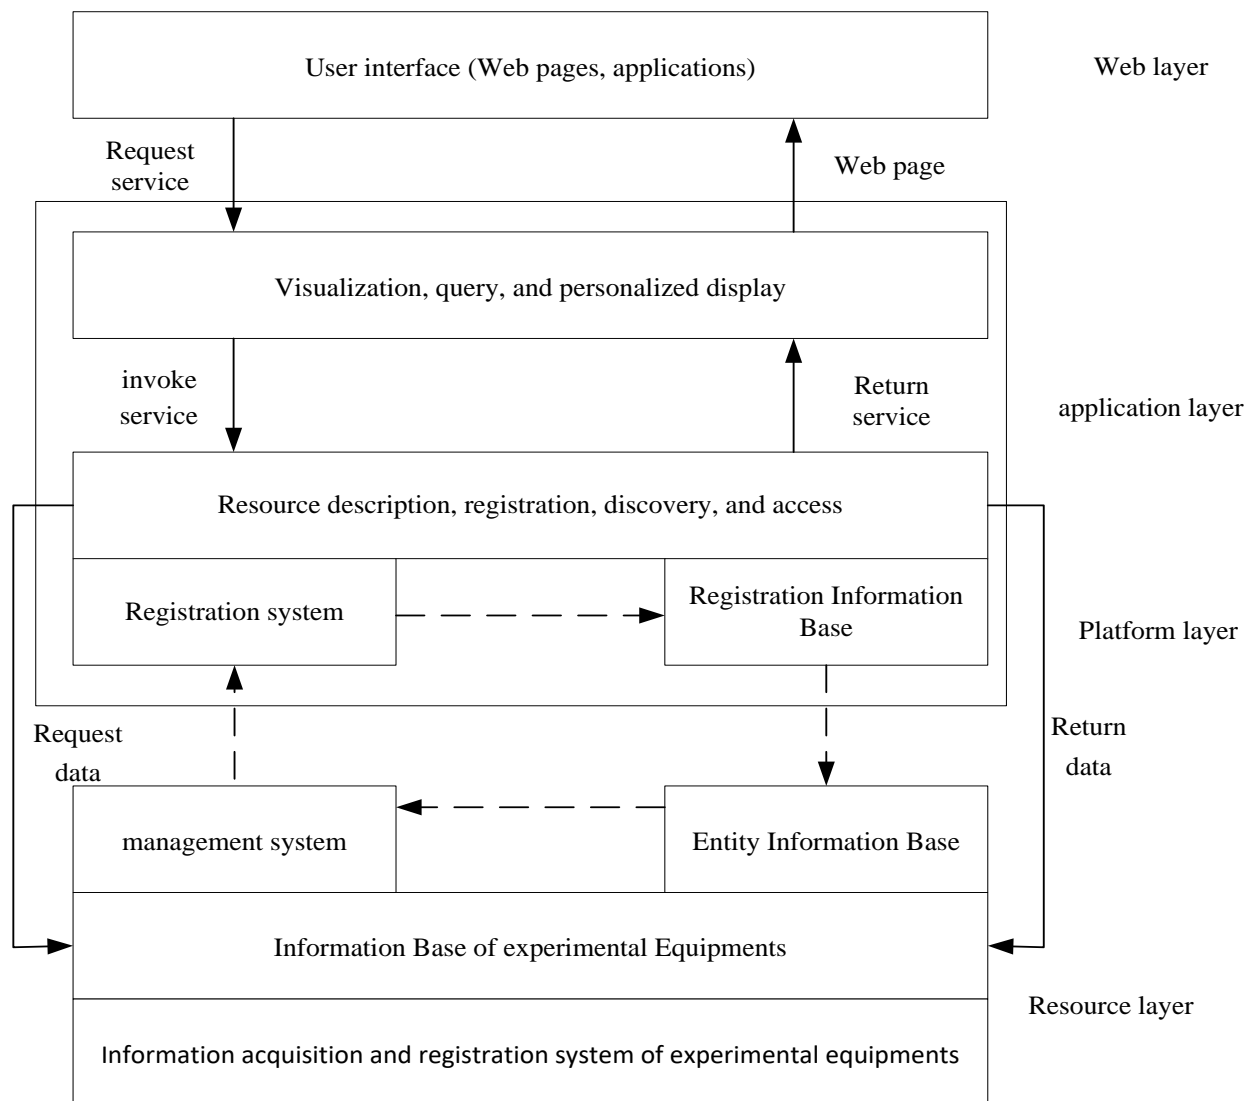 User interface (Web pages, applications)
Web layer
Request
service
Web page
Visualization, query, and personalized display
invoke
service
Return
service
application layer
Resource description, registration, discovery, and access
Registration system
Registration Information
Base
Platform layer
Request
data
Return
data
management system
Entity Information Base
Information Base of experimental Equipments
Resource layer
Information acquisition and registration system of experimental equipments